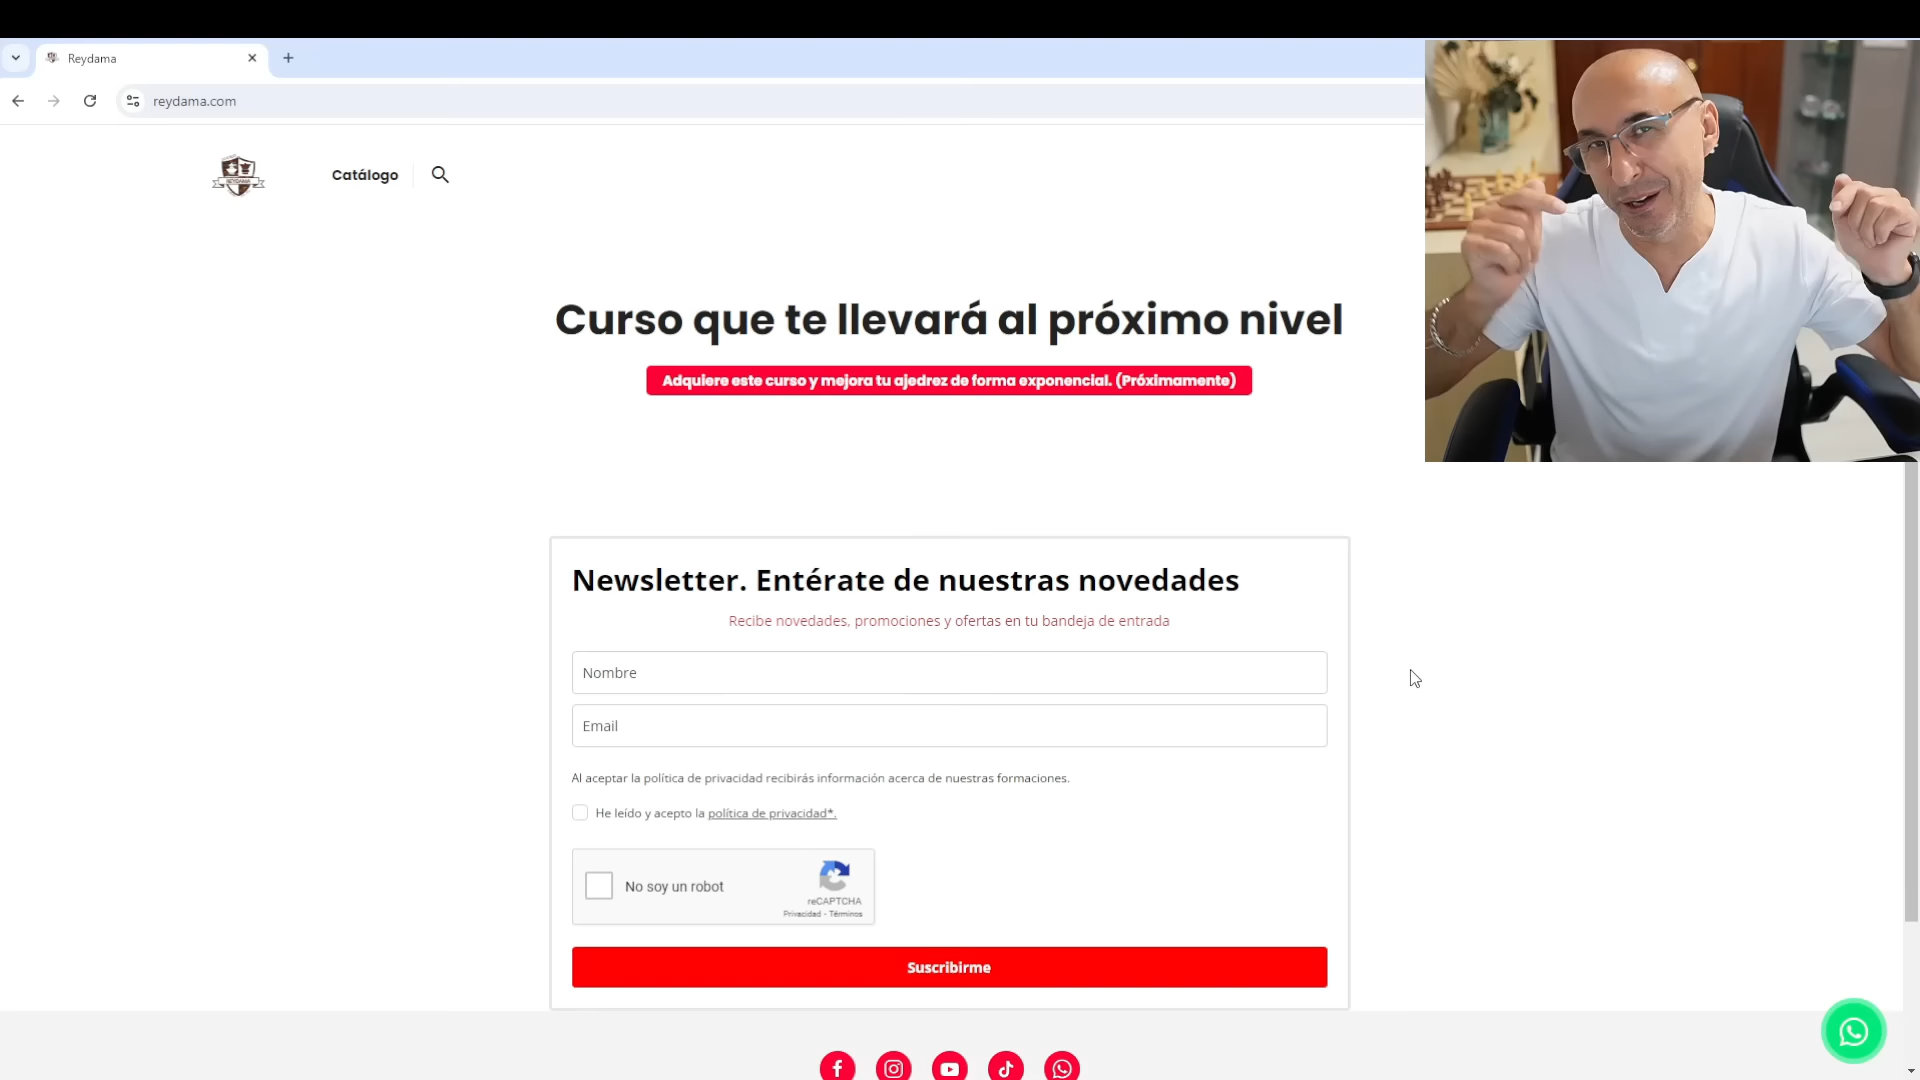 Reydama
reydama.com
Catálogo
Curso que te llevará al próximo nivel
Adquiere este curso y mejora tu ajedrez de forma exponencial. (Próximamente)
Newsletter. Entérate de nuestras novedades
Recibe novedades, promociones y ofertas en tu bandeja de entrada
Nombre
Email
Al aceptar la política de privacidad recibirás información acerca de nuestras formaciones.
He leído y acepto la política de privacidad*.
No soy un robot
reCAPTCHA
Privacidad - Términos
Suscribirme